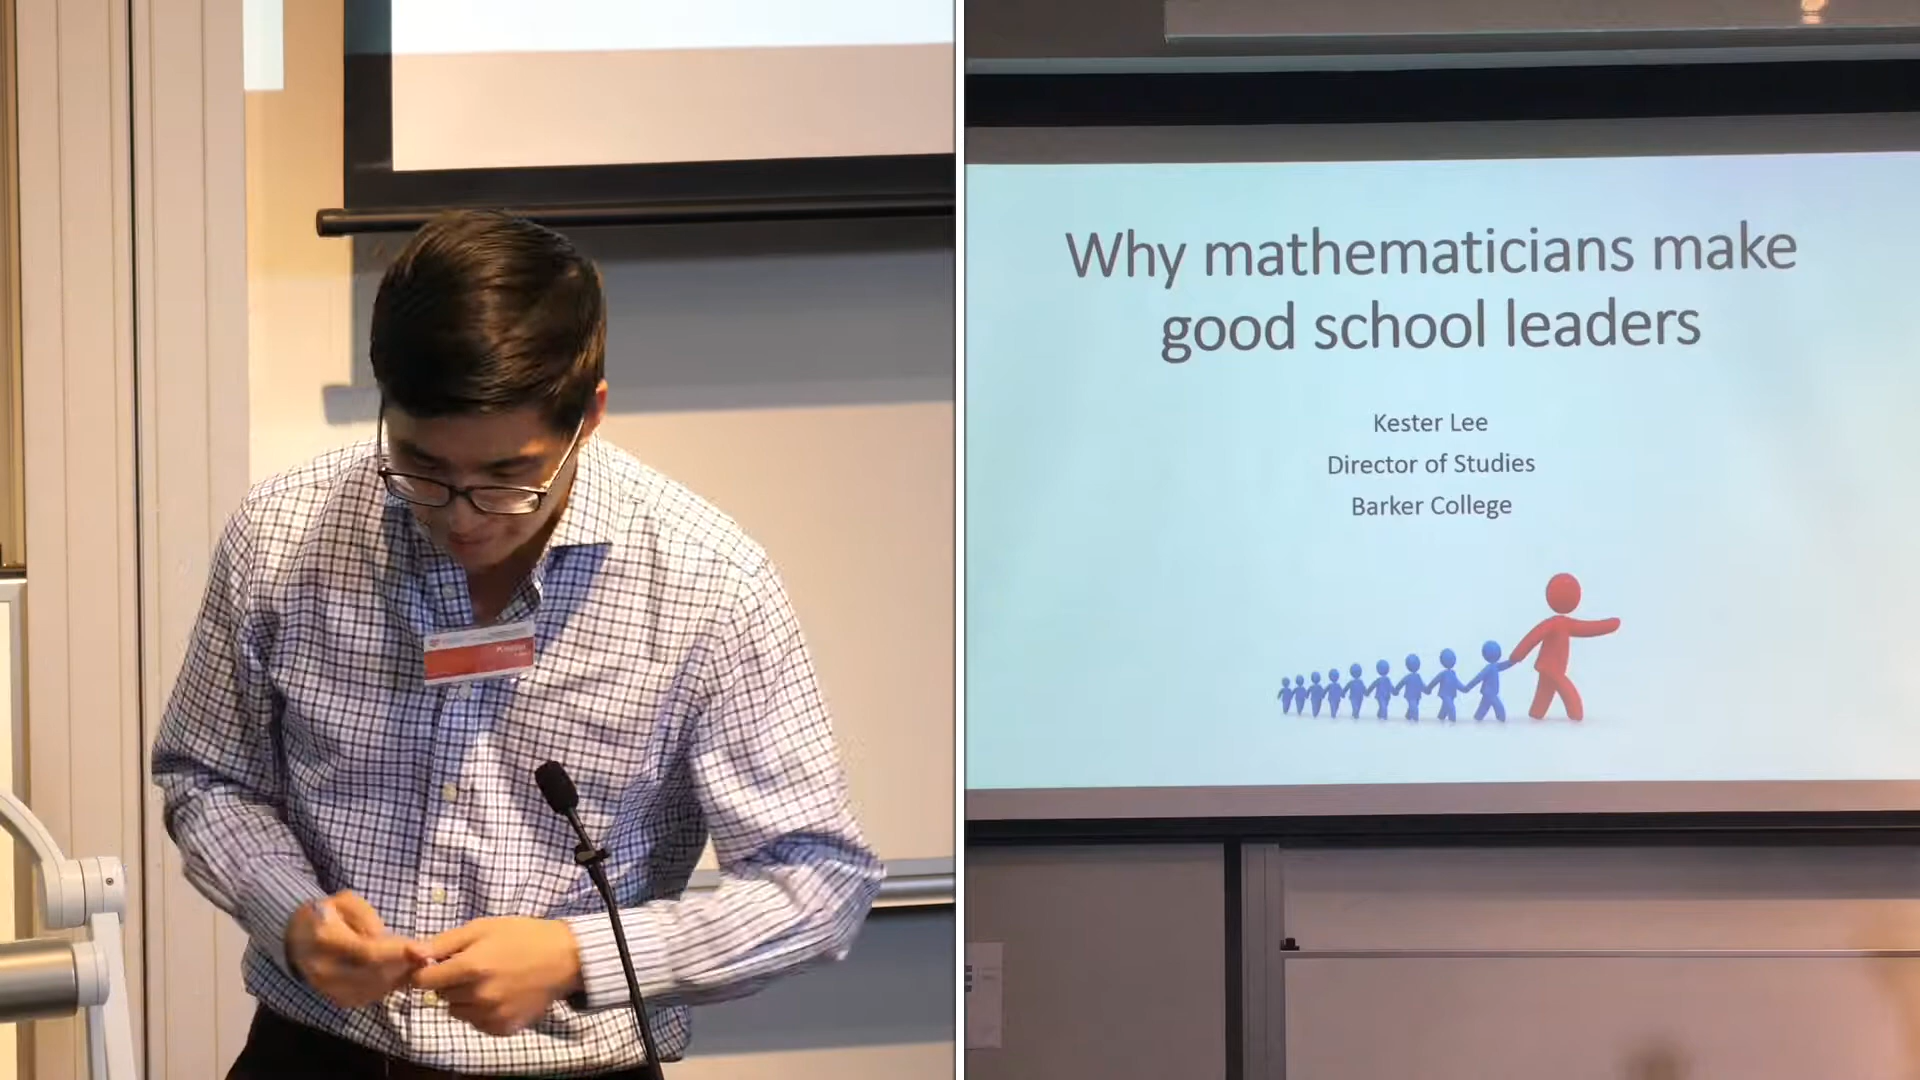 Why mathematicians make
good school leaders
Kester Lee
Director of Studies
Barker College